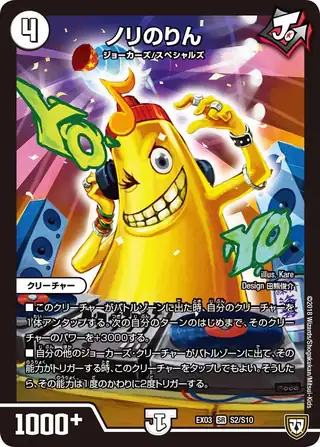 4
ノリのりん
ジョーカーズ/スペシャルズ
J4
YO
YO
illus. Kare
Design 田熊俊介
クリーチャー
■このクリーチャーがバトルゾーンに出た時、自分のクリーチャーを
1体アンタップする。次の自分のターンのはじめまで、そのクリー
チャーのパワーを+3000する。
■自分の他のジョーカーズ・クリーチャーがバトルゾーンに出て、その
能力がトリガーする時、このクリーチャーをタップしてもよい。そうしたら、
その能力は1度のかわりに2度トリガーする。
©2018 Wizards/Shogakukan/Mitsui-Kids
1000+
EX03 SR S2/S10